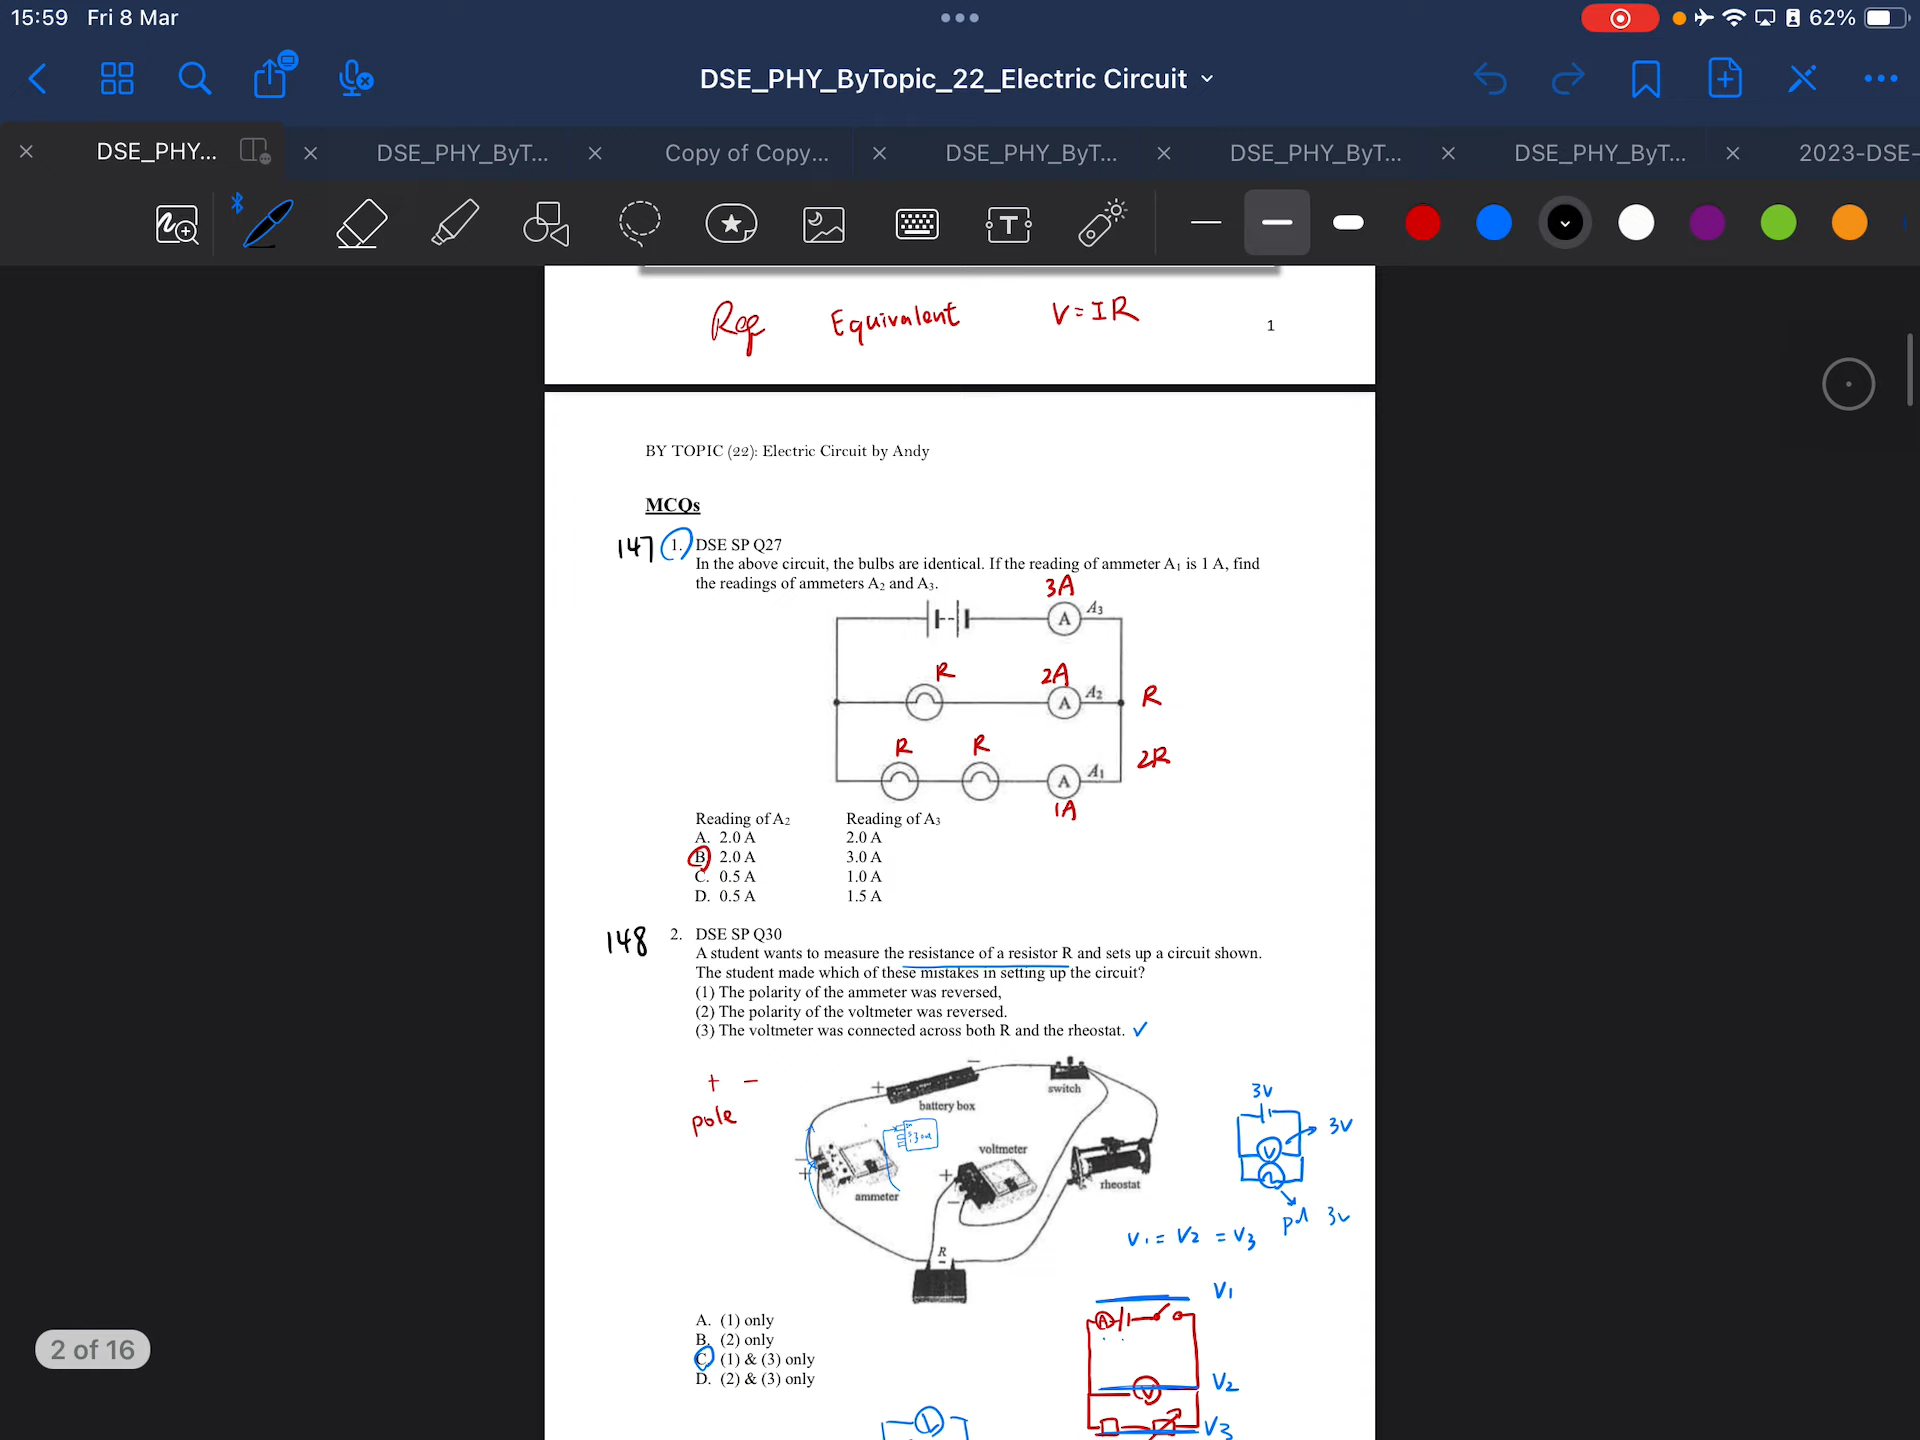 15:59 Fri 8 Mar
62%
DSE_PHY_ByTopic_22_Electric Circuit
DSE_PHY...
DSE_PHY_ByT...
Copy of Copy...
DSE_PHY_ByT...
DSE_PHY_ByT...
DSE_PHY_ByT...
2023-DSE-
Req Equivalent V=IR
1
BY TOPIC (22): Electric Circuit by Andy
MCQs
147 1. DSE SP Q27
In the above circuit, the bulbs are identical. If the reading of ammeter A1 is 1 A, find
the readings of ammeters A2 and A3.
3A
A A3
R 2A
A A2 R
R R 2R
A A1
1A
Reading of A2 Reading of A3
A. 2.0 A 2.0 A
B. 2.0 A 3.0 A
C. 0.5 A 1.0 A
D. 0.5 A 1.5 A
148 2. DSE SP Q30
A student wants to measure the resistance of a resistor R and sets up a circuit shown.
The student made which of these mistakes in setting up the circuit?
(1) The polarity of the ammeter was reversed,
(2) The polarity of the voltmeter was reversed.
(3) The voltmeter was connected across both R and the rheostat. ✓
+ −
pole
+ −
battery box
switch
3V
3V
voltmeter
− +
ammeter
+ −
rheostat
pd 3V
V1 = V2 = V3
R
V1
A
V
V2
V3
A. (1) only
B. (2) only
C. (1) & (3) only
D. (2) & (3) only
2 of 16